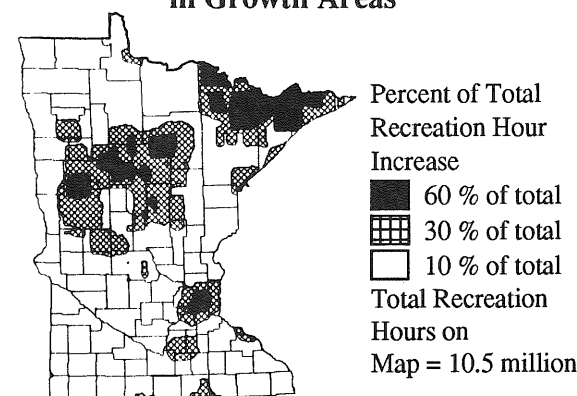 in Growth Areas
Percent of Total
Recreation Hour
Increase
60 % of total
30 % of total
10 % of total
Total Recreation
Hours on
Map = 10.5 million